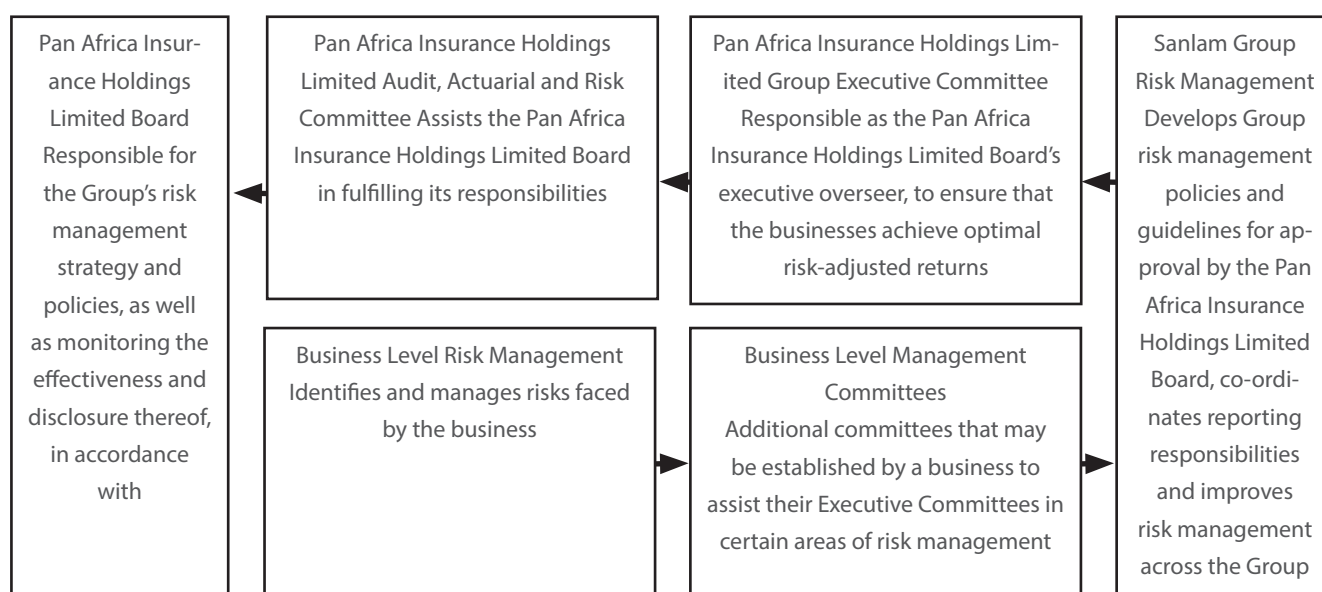 Pan Africa Insur-
ance Holdings
Limited Board
Responsible for
the Group's risk
management
strategy and
policies, as well
as monitoring the
effectiveness and
disclosure thereof,
in accordance
with
Pan Africa Insurance Holdings
Limited Audit, Actuarial and Risk
Committee Assists the Pan Africa
Insurance Holdings Limited Board
in fulfilling its responsibilities
Pan Africa Insurance Holdings Lim-
ited Group Executive Committee
Responsible as the Pan Africa
Insurance Holdings Limited Board's
executive overseer, to ensure that
the businesses achieve optimal
risk-adjusted returns
Business Level Risk Management
Identifies and manages risks faced
by the business
Business Level Management
Committees
Additional committees that may
be established by a business to
assist their Executive Committees in
certain areas of risk management
Sanlam Group
Risk Management
Develops Group
risk management
policies and
guidelines for ap-
proval by the Pan
Africa Insurance
Holdings Limited
Board, co-ordi-
nates reporting
responsibilities
and improves
risk management
across the Group